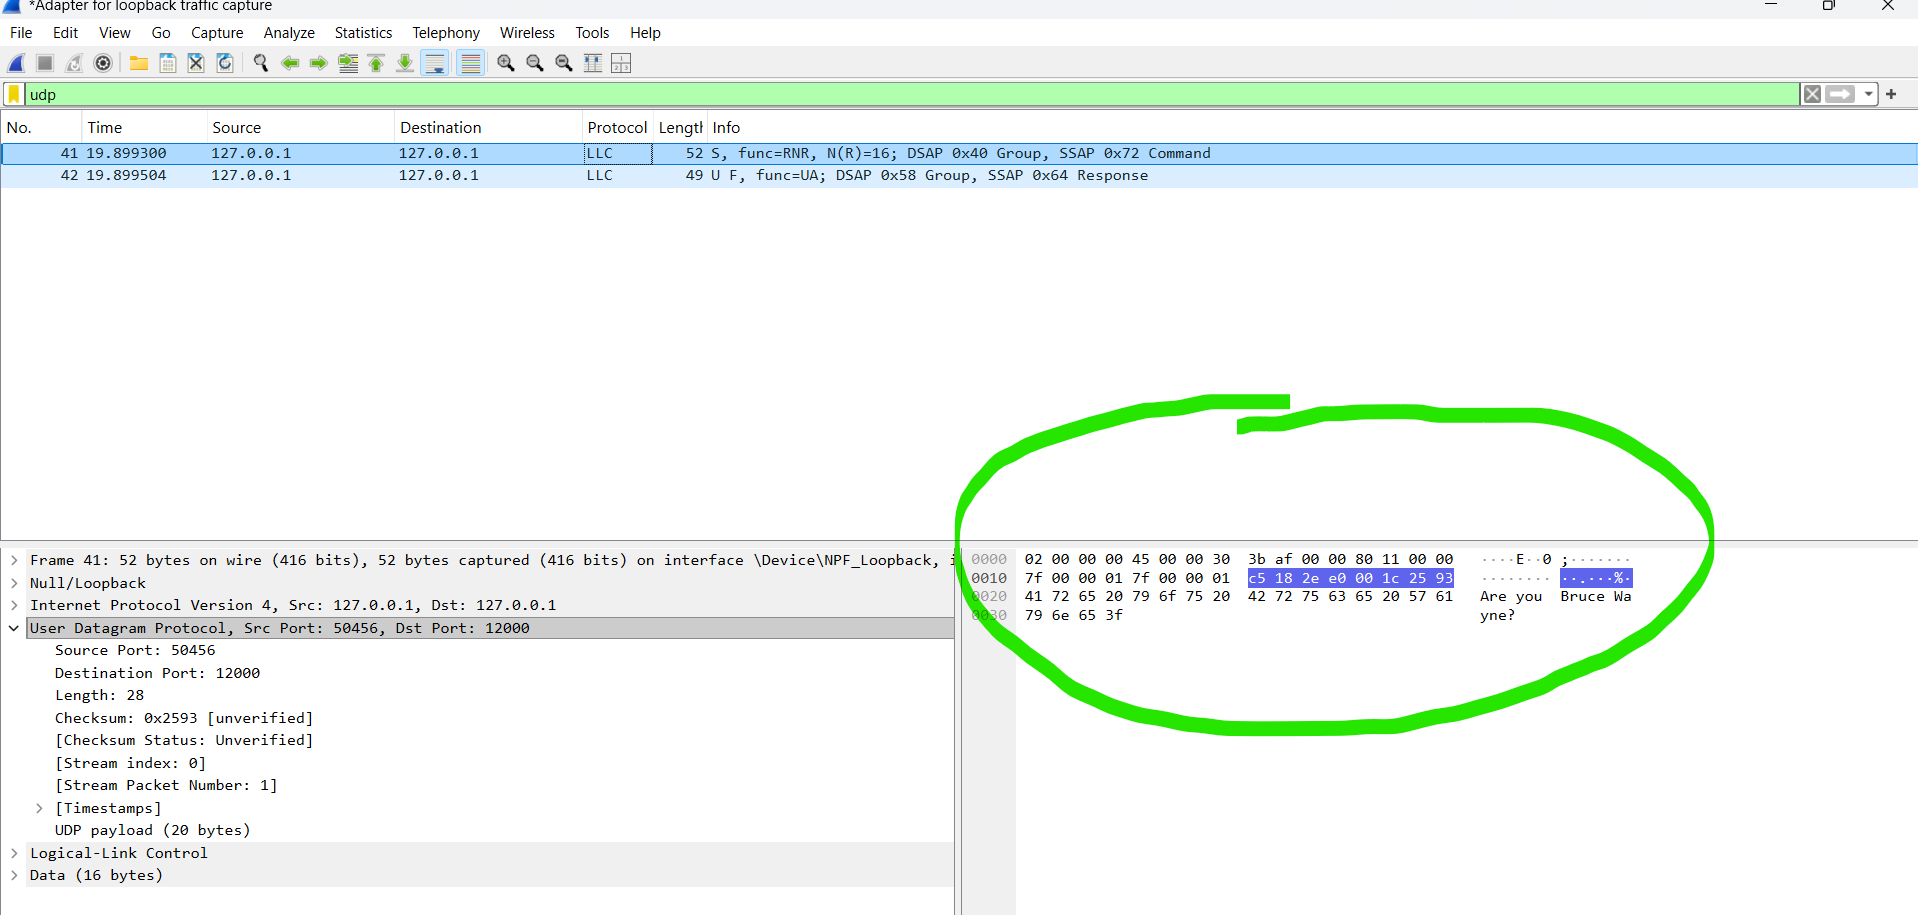 *Adapter for loopback traffic capture
File Edit View Go Capture Analyze Statistics Telephony Wireless Tools Help
udp
No. Time Source Destination Protocol Length Info
41 19.899300 127.0.0.1 127.0.0.1 LLC 52 S, func=RNR, N(R)=16; DSAP 0x40 Group, SSAP 0x72 Command
42 19.899504 127.0.0.1 127.0.0.1 LLC 49 U F, func=UA; DSAP 0x58 Group, SSAP 0x64 Response
Frame 41: 52 bytes on wire (416 bits), 52 bytes captured (416 bits) on interface \Device\NPF_Loopback, i
Null/Loopback
Internet Protocol Version 4, Src: 127.0.0.1, Dst: 127.0.0.1
User Datagram Protocol, Src Port: 50456, Dst Port: 12000
Source Port: 50456
Destination Port: 12000
Length: 28
Checksum: 0x2593 [unverified]
[Checksum Status: Unverified]
[Stream index: 0]
[Stream Packet Number: 1]
[Timestamps]
UDP payload (20 bytes)
Logical-Link Control
Data (16 bytes)
0000 02 00 00 00 45 00 00 30 3b af 00 00 80 11 00 00 ····E··0 ;·······
0010 7f 00 00 01 7f 00 00 01 c5 18 2e e0 00 1c 25 93 ········ ··.···%·
0020 41 72 65 20 79 6f 75 20 42 72 75 63 65 20 57 61 Are you Bruce Wa
0030 79 6e 65 3f yne?